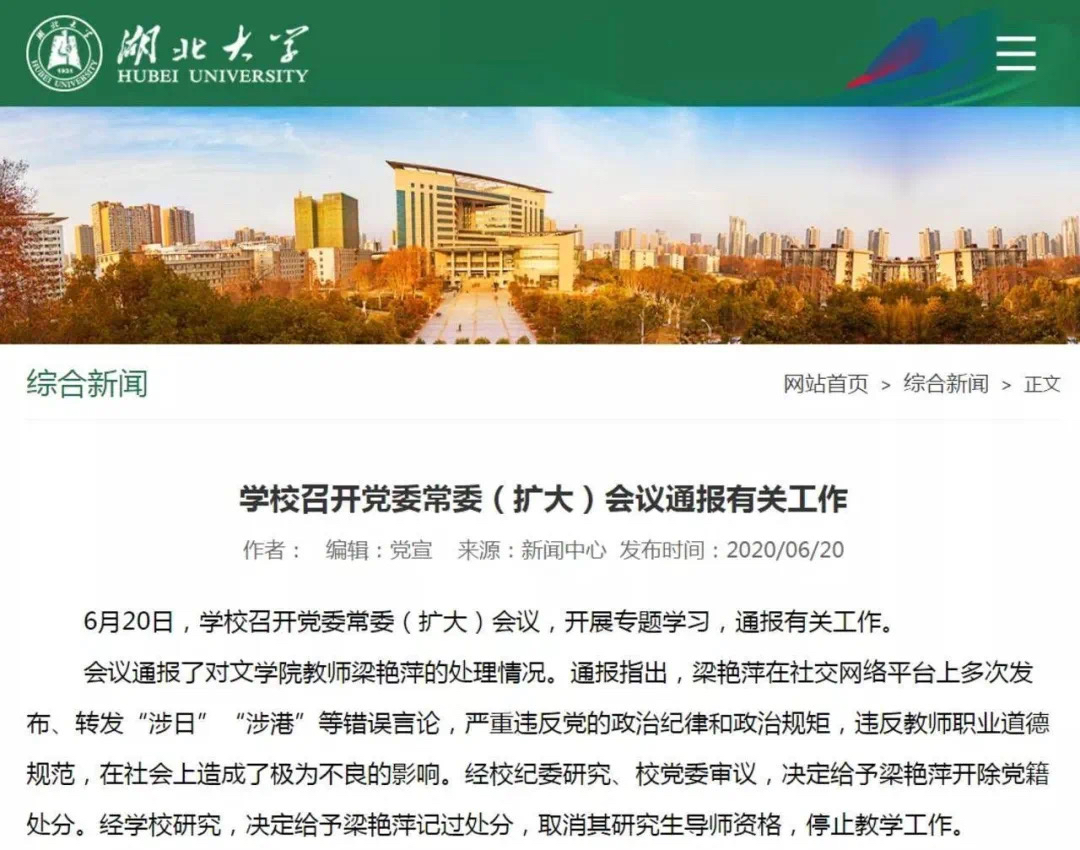 湖北大学
HUBEI UNIVERSITY
综合新闻
网站首页 > 综合新闻 > 正文
学校召开党委常委（扩大）会议通报有关工作
作者： 编辑：党宣 来源：新闻中心 发布时间：2020/06/20
6月20日，学校召开党委常委（扩大）会议，开展专题学习，通报有关工作。
会议通报了对文学院教师梁艳萍的处理情况。通报指出，梁艳萍在社交网络平台上多次发
布、转发“涉日”“涉港”等错误言论，严重违反党的政治纪律和政治规矩，违反教师职业道德
规范，在社会上造成了极为不良的影响。经校纪委研究、校党委审议，决定给予梁艳萍开除党籍
处分。经学校研究，决定给予梁艳萍记过处分，取消其研究生导师资格，停止教学工作。